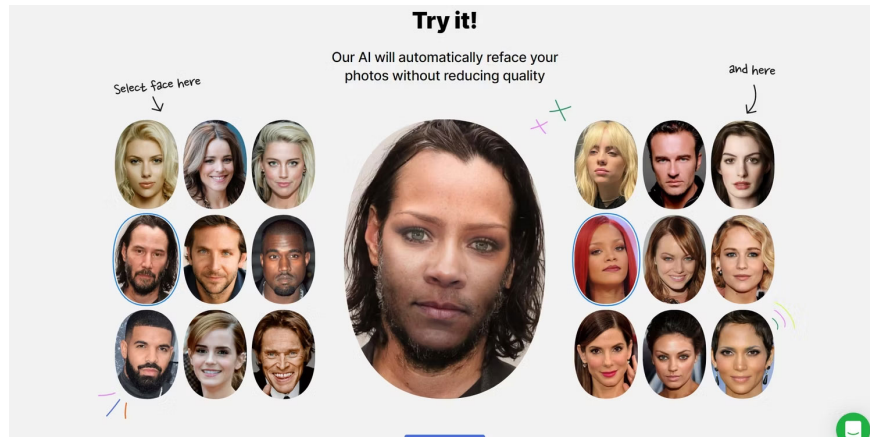 Try it!
Our AI will automatically reface your
photos without reducing quality
Select face here
and here